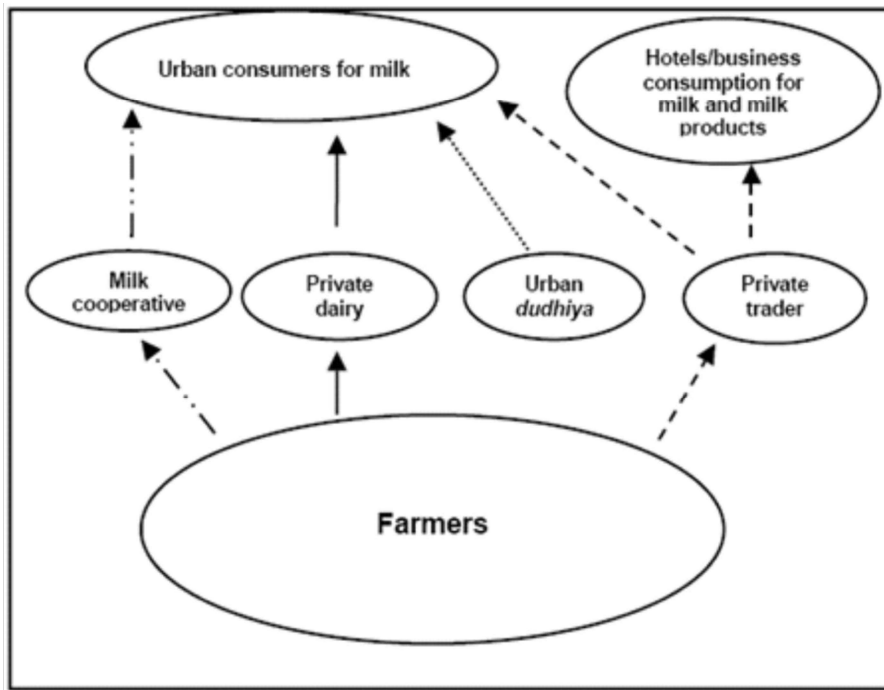 Urban consumers for milk
Hotels/business
consumption for
milk and milk
products
Milk
cooperative
Private
dairy
Urban
dudhiya
Private
trader
Farmers